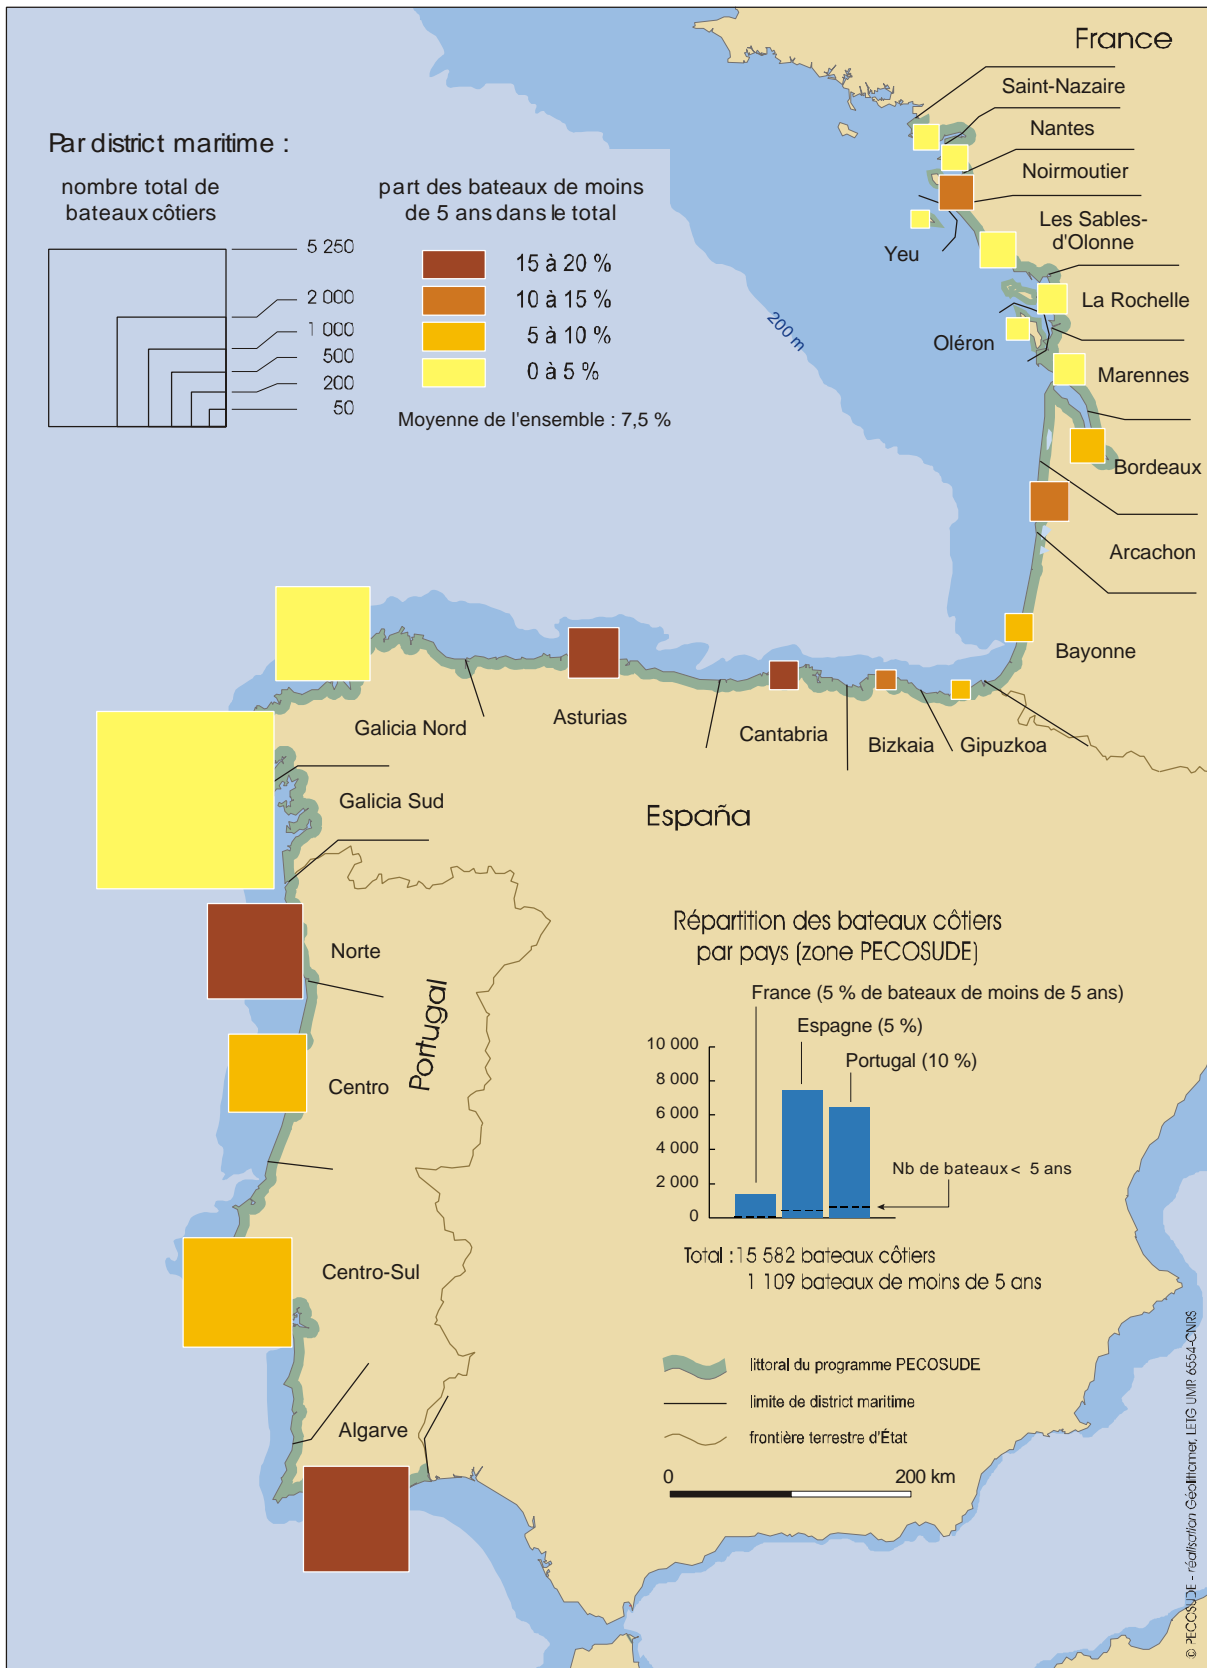 France
Saint-Nazaire
Nantes
Noirmoutier
Les Sables-
d'Olonne
Yeu
La Rochelle
Oléron
Marennes
Bordeaux
Arcachon
Bayonne
200 m
Par district maritime :
nombre total de
bateaux côtiers
5 250
2 000
1 000
500
200
50
part des bateaux de moins
de 5 ans dans le total
15 à 20 %
10 à 15 %
5 à 10 %
0 à 5 %
Moyenne de l'ensemble : 7,5 %
Galicia Nord
Asturias
Cantabria
Bizkaia
Gipuzkoa
Galicia Sud
España
Norte
Portugal
Centro
Centro-Sul
Algarve
Répartition des bateaux côtiers
par pays (zone PECOSUDE)
France (5 % de bateaux de moins de 5 ans)
Espagne (5 %)
Portugal (10 %)
10 000
8 000
6 000
4 000
2 000
0
Nb de bateaux < 5 ans
Total : 15 582 bateaux côtiers
1 109 bateaux de moins de 5 ans
littoral du programme PECOSUDE
limite de district maritime
frontière terrestre d'État
0 200 km
© PECOSUDE - réalisation Géolittomer, LETG UMR 6554-CNRS